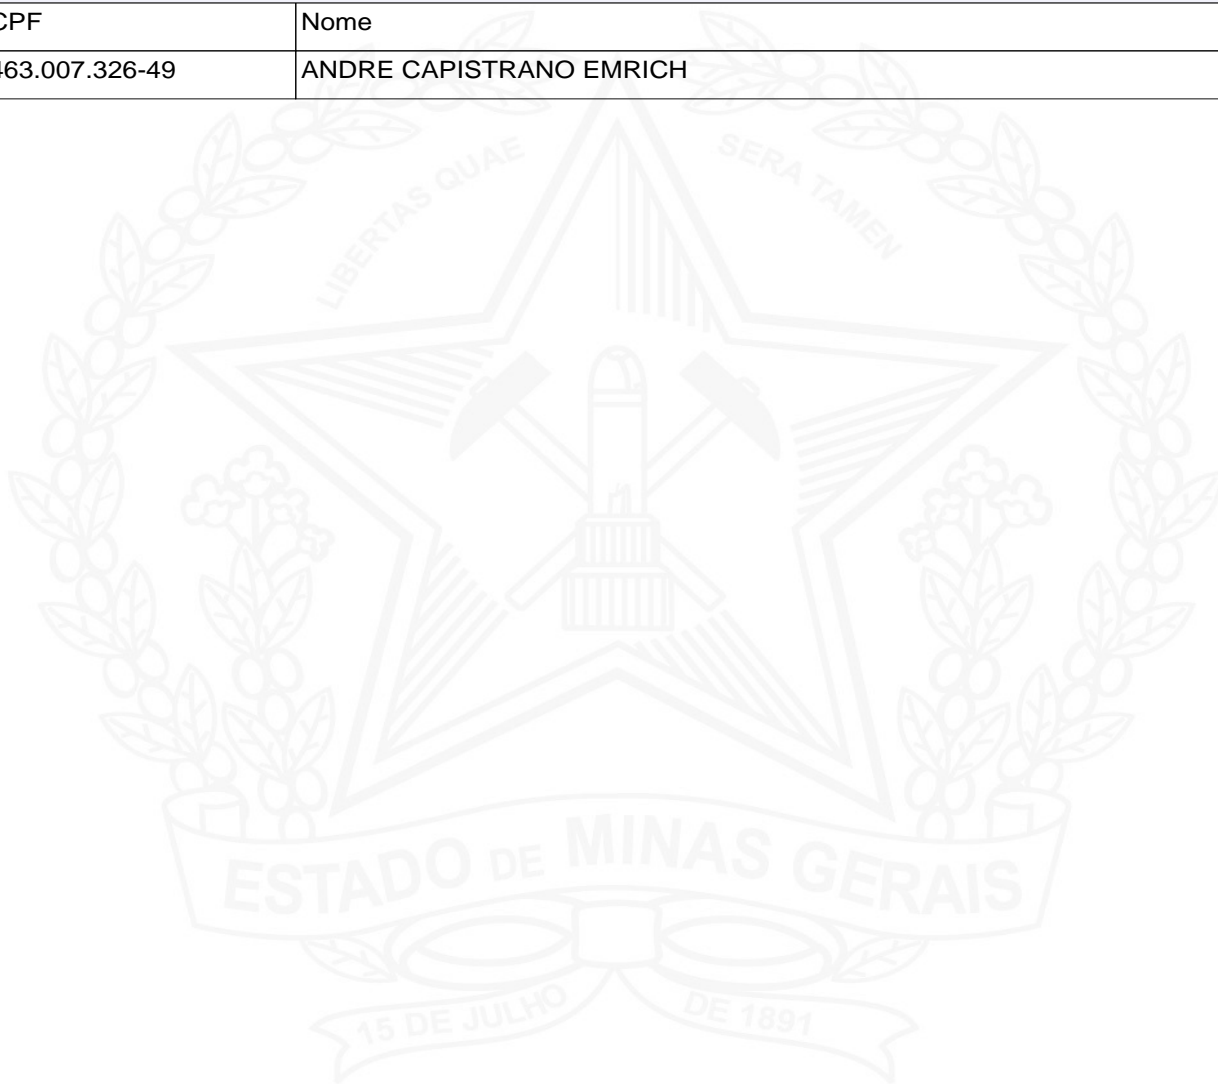 CPF Nome
463.007.326-49 ANDRE CAPISTRANO EMRICH
LIBERTAS QUAE SERA TAMEN
ESTADO DE MINAS GERAIS
15 DE JULHO DE 1891